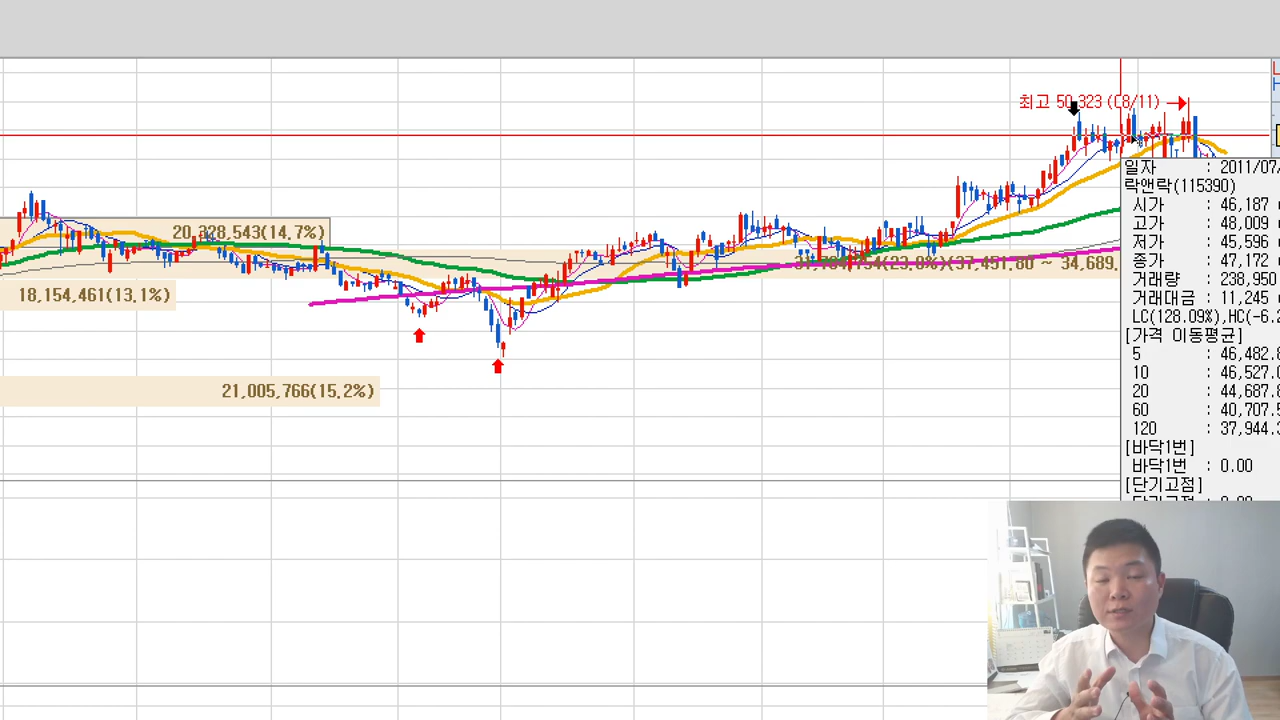 최고 50,323 (08/11)
20,328,543(14.7%)
18,154,461(13.1%)
21,005,766(15.2%)
일자 : 2011/07/
락앤락(115390)
시가 : 46,187
고가 : 48,009
저가 : 45,596
종가 : 47,172
거래량 : 238,950
거래대금 : 11,245
LC(128.09%),HC(-6.2
[가격 이동평균]
5 : 46,482.8
10 : 46,527.0
20 : 44,687.8
60 : 40,707.5
120 : 37,944.3
[바닥1번]
바닥1번 : 0.00
[단기고점]